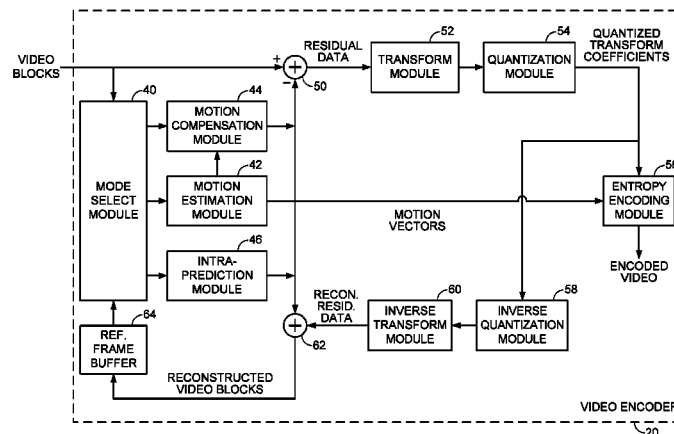 VIDEO
BLOCKS
40
MODE
SELECT
MODULE
44
MOTION
COMPENSATION
MODULE
42
MOTION
ESTIMATION
MODULE
46
INTRA-
PREDICTION
MODULE
64
REF.
FRAME
BUFFER
+
−
50
RESIDUAL
DATA
52
TRANSFORM
MODULE
54
QUANTIZATION
MODULE
QUANTIZED
TRANSFORM
COEFFICIENTS
56
ENTROPY
ENCODING
MODULE
MOTION
VECTORS
ENCODED
VIDEO
58
INVERSE
QUANTIZATION
MODULE
60
INVERSE
TRANSFORM
MODULE
RECON.
RESID.
DATA
62
RECONSTRUCTED
VIDEO BLOCKS
VIDEO ENCODER
20